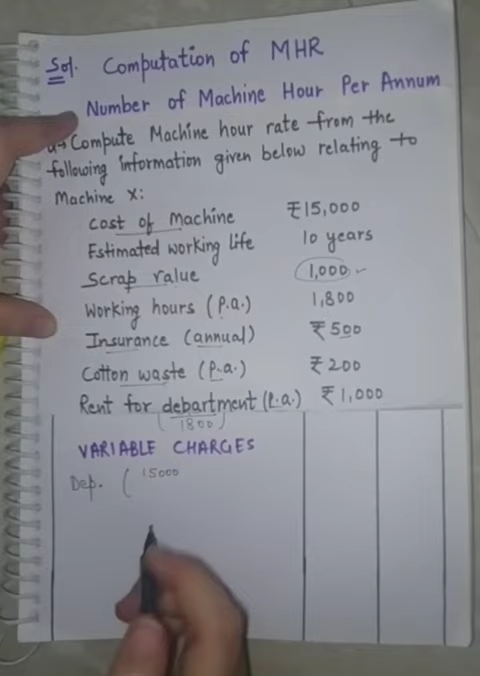 Sol. Computation of MHR
Number of Machine Hour Per Annum
Q→ Compute Machine hour rate from the
following information given below relating to
Machine X:
Cost of Machine ₹15,000
Estimated working life 10 years
Scrap value 1,000
Working hours (P.a.) 1,800
Insurance (annual) ₹500
Cotton waste (P.a.) ₹200
Rent for debartment (P.a.) ₹1,000
(1800)
VARIABLE CHARGES
Dep. ( 15000